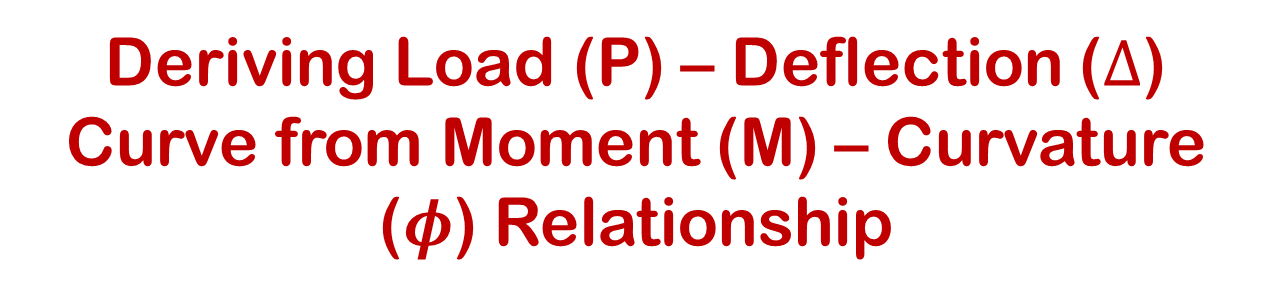 Deriving Load (P) – Deflection (Δ)
Curve from Moment (M) – Curvature
(𝝓) Relationship